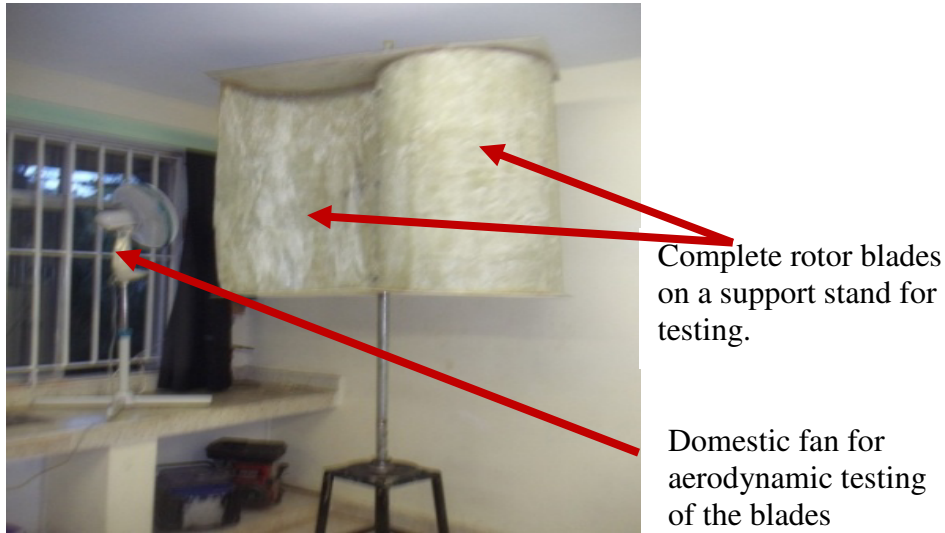 Complete rotor blades
on a support stand for
testing.
Domestic fan for
aerodynamic testing
of the blades